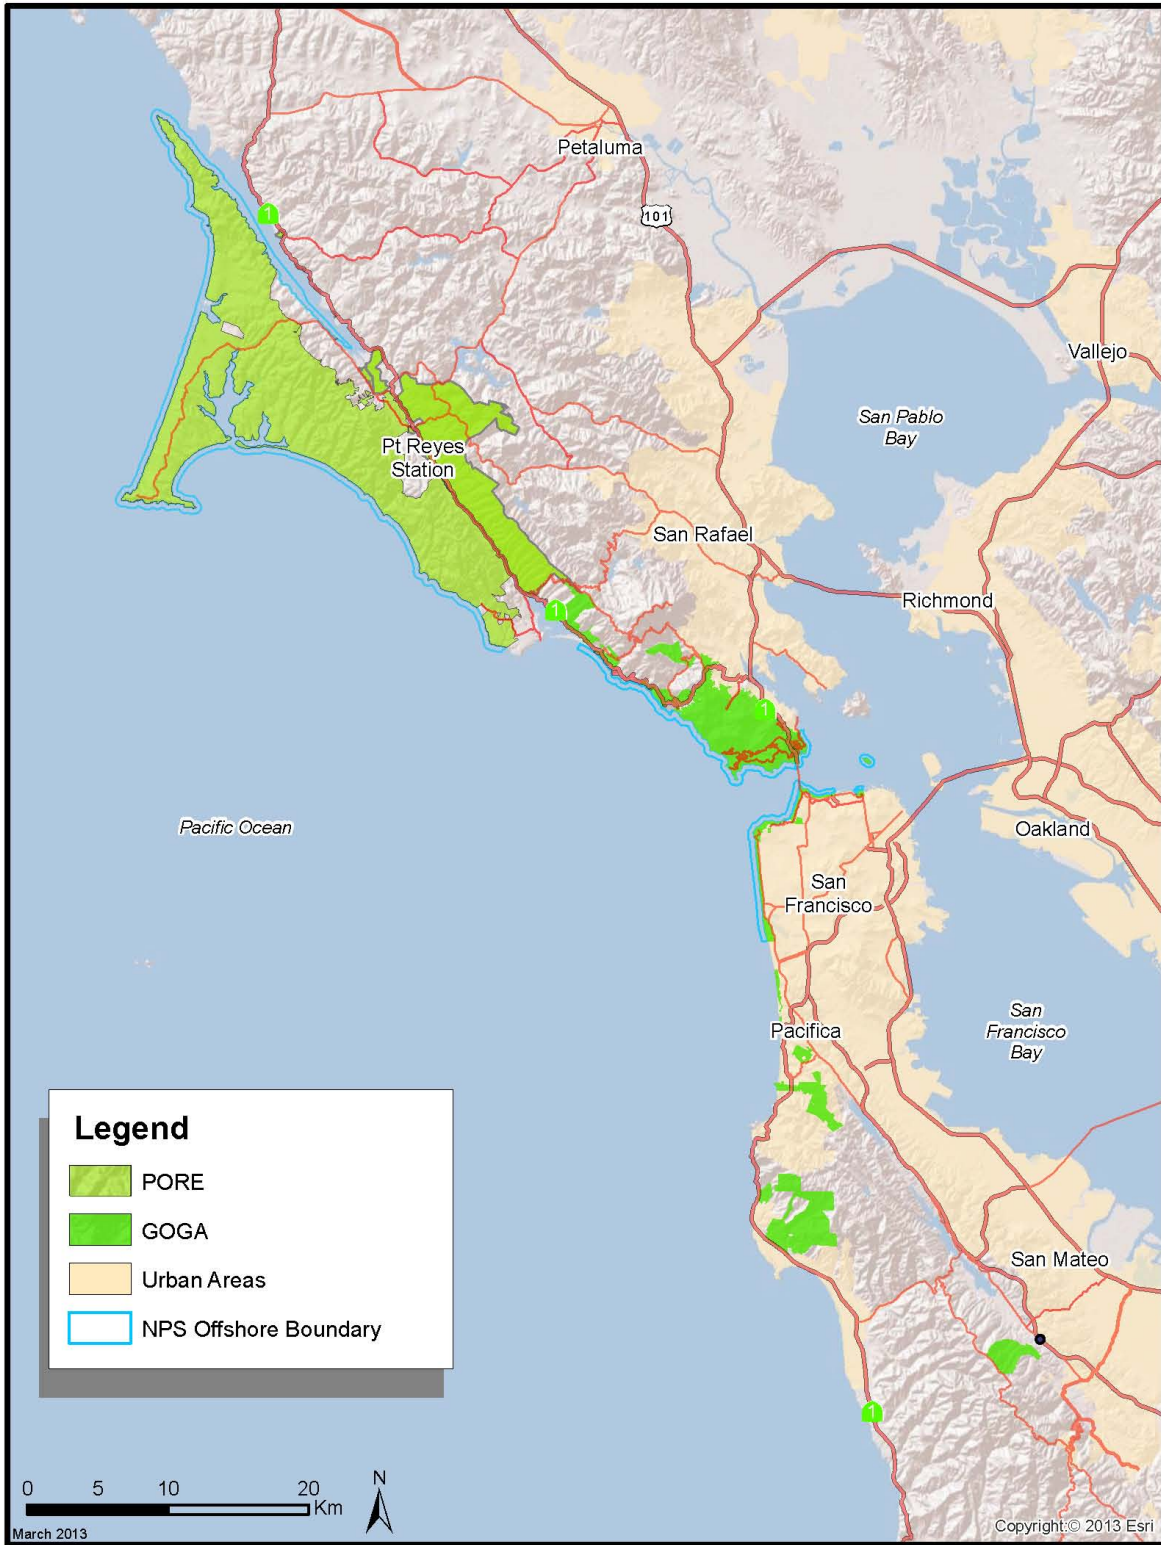 Petaluma
1
101
Vallejo
San Pablo
Bay
Pt Reyes
Station
San Rafael
Richmond
1
1
Pacific Ocean
Oakland
San
Francisco
San
Francisco
Bay
Pacifica
Legend
PORE
GOGA
Urban Areas
NPS Offshore Boundary
San Mateo
1
0 5 10 20
Km
N
March 2013
Copyright:© 2013 Esri